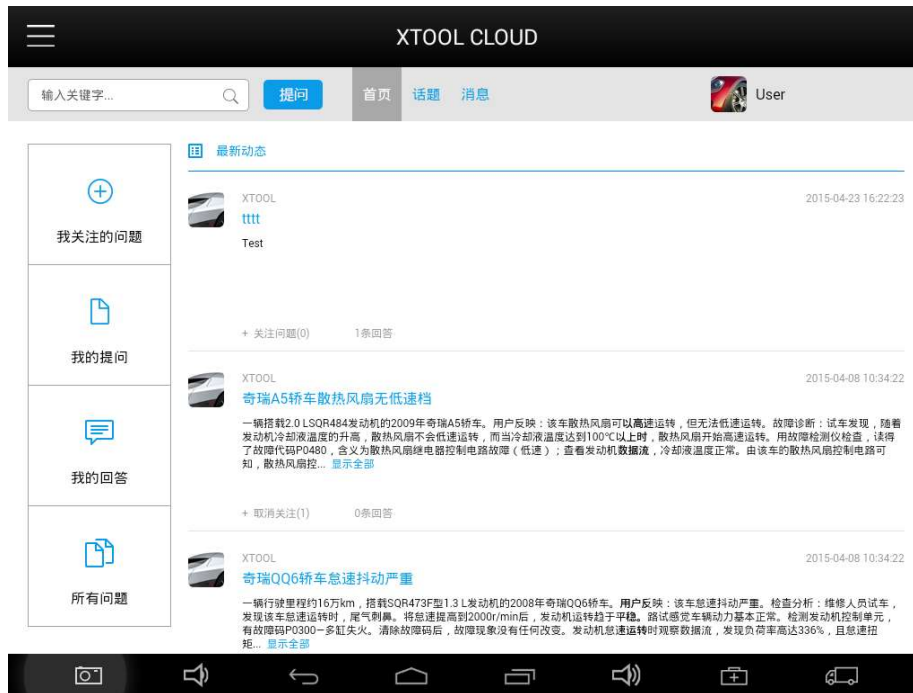 XTOOL CLOUD
输入关键字...
提问
首页
话题
消息
User
最新动态
我关注的问题
我的提问
我的回答
所有问题
XTOOL
2015-04-23 16:22:23
tttt
Test
+ 关注问题(0)
1条回答
XTOOL
2015-04-08 10:34:22
奇瑞A5轿车散热风扇无低速档
一辆搭载2.0 LSQR484发动机的2009年奇瑞A5轿车。用户反映：该车散热风扇可以高速运转，但无法低速运转。故障诊断：试车发现，随着
发动机冷却液温度的升高，散热风扇不会低速运转，而当冷却液温度达到100℃以上时，散热风扇开始高速运转。用故障检测仪检查，读得
了故障代码P0480，含义为散热风扇继电器控制电路故障（低速）；查看发动机数据流，冷却液温度正常。由该车的散热风扇控制电路可
知，散热风扇控... 显示全部
+ 取消关注(1)
0条回答
XTOOL
2015-04-08 10:34:22
奇瑞QQ6轿车怠速抖动严重
一辆行驶里程约16万km，搭载SQR473F型1.3 L发动机的2008年奇瑞QQ6轿车。用户反映：该车怠速抖动严重。检查分析：维修人员试车，
发现该车怠速运转时，尾气刺鼻。将怠速提高到2000r/min后，发动机运转趋于平稳。路试感觉车辆动力基本正常。检测发动机控制单元，
有故障码P0300—多缸失火。清除故障码后，故障现象没有任何改变。发动机怠速运转时观察数据流，发现负荷率高达336%，且怠速扭
矩... 显示全部